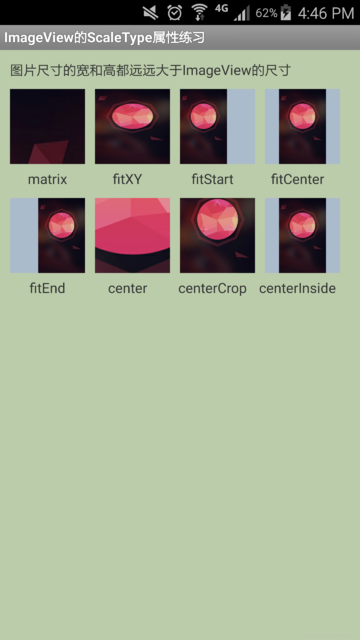 4G 62% 4:46 PM
ImageView的ScaleType属性练习
图片尺寸的宽和高都远远大于ImageView的尺寸
matrix fitXY fitStart fitCenter
fitEnd center centerCrop centerInside